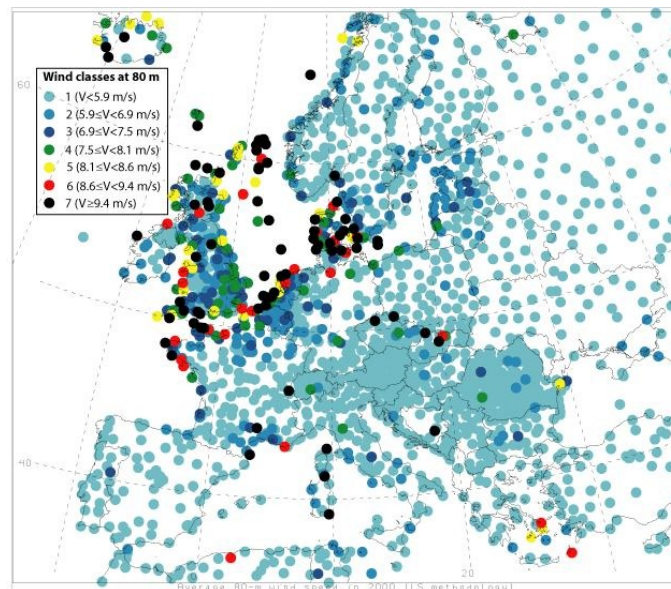 60
Wind classes at 80 m
1 (V<5.9 m/s)
2 (5.9≤V<6.9 m/s)
3 (6.9≤V<7.5 m/s)
4 (7.5≤V<8.1 m/s)
5 (8.1≤V<8.6 m/s)
6 (8.6≤V<9.4 m/s)
7 (V≥9.4 m/s)
40
0
20
Average 80-m wind speed in 2000 (LS methodology)